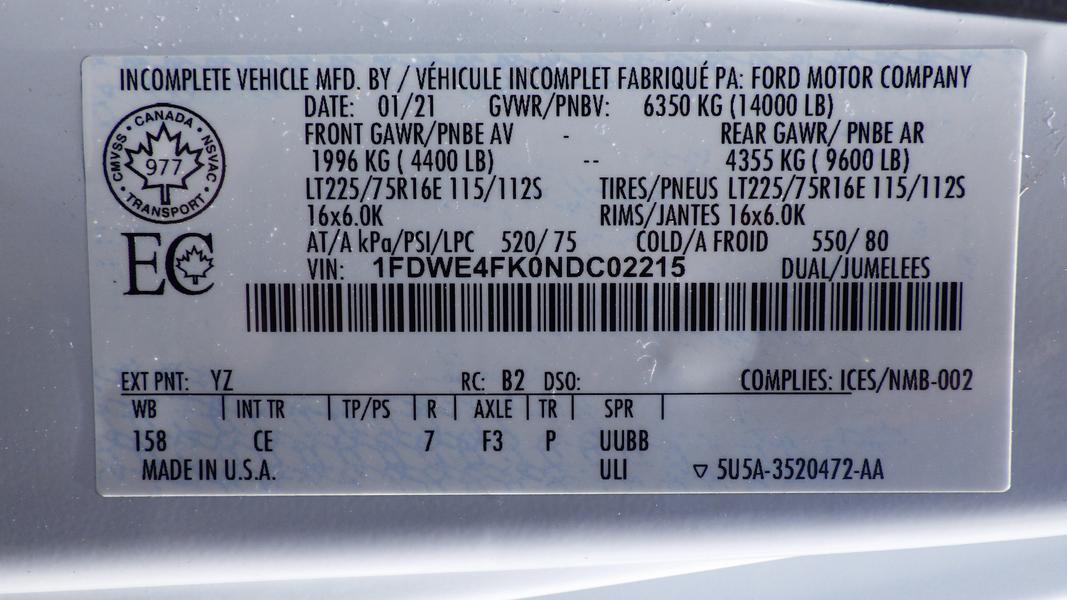 INCOMPLETE VEHICLE MFD. BY / VÉHICULE INCOMPLET FABRIQUÉ PA: FORD MOTOR COMPANY
DATE: 01/21 GVWR/PNBV: 6350 KG (14000 LB)
FRONT GAWR/PNBE AV - REAR GAWR/ PNBE AR
1996 KG ( 4400 LB) -- 4355 KG ( 9600 LB)
LT225/75R16E 115/112S TIRES/PNEUS LT225/75R16E 115/112S
16x6.0K RIMS/JANTES 16x6.0K
AT/A kPa/PSI/LPC 520/ 75 COLD/A FROID 550/ 80
VIN: 1FDWE4FK0NDC02215 DUAL/JUMELEES
CMVSS • CANADA • NSVAC • TRANSPORT •
977
EC
EXT PNT: YZ RC: B2 DSO: COMPLIES: ICES/NMB-002
WB | INT TR | TP/PS | R | AXLE | TR | SPR |
158 CE 7 F3 P UUBB
MADE IN U.S.A. ULI ▽ 5U5A-3520472-AA